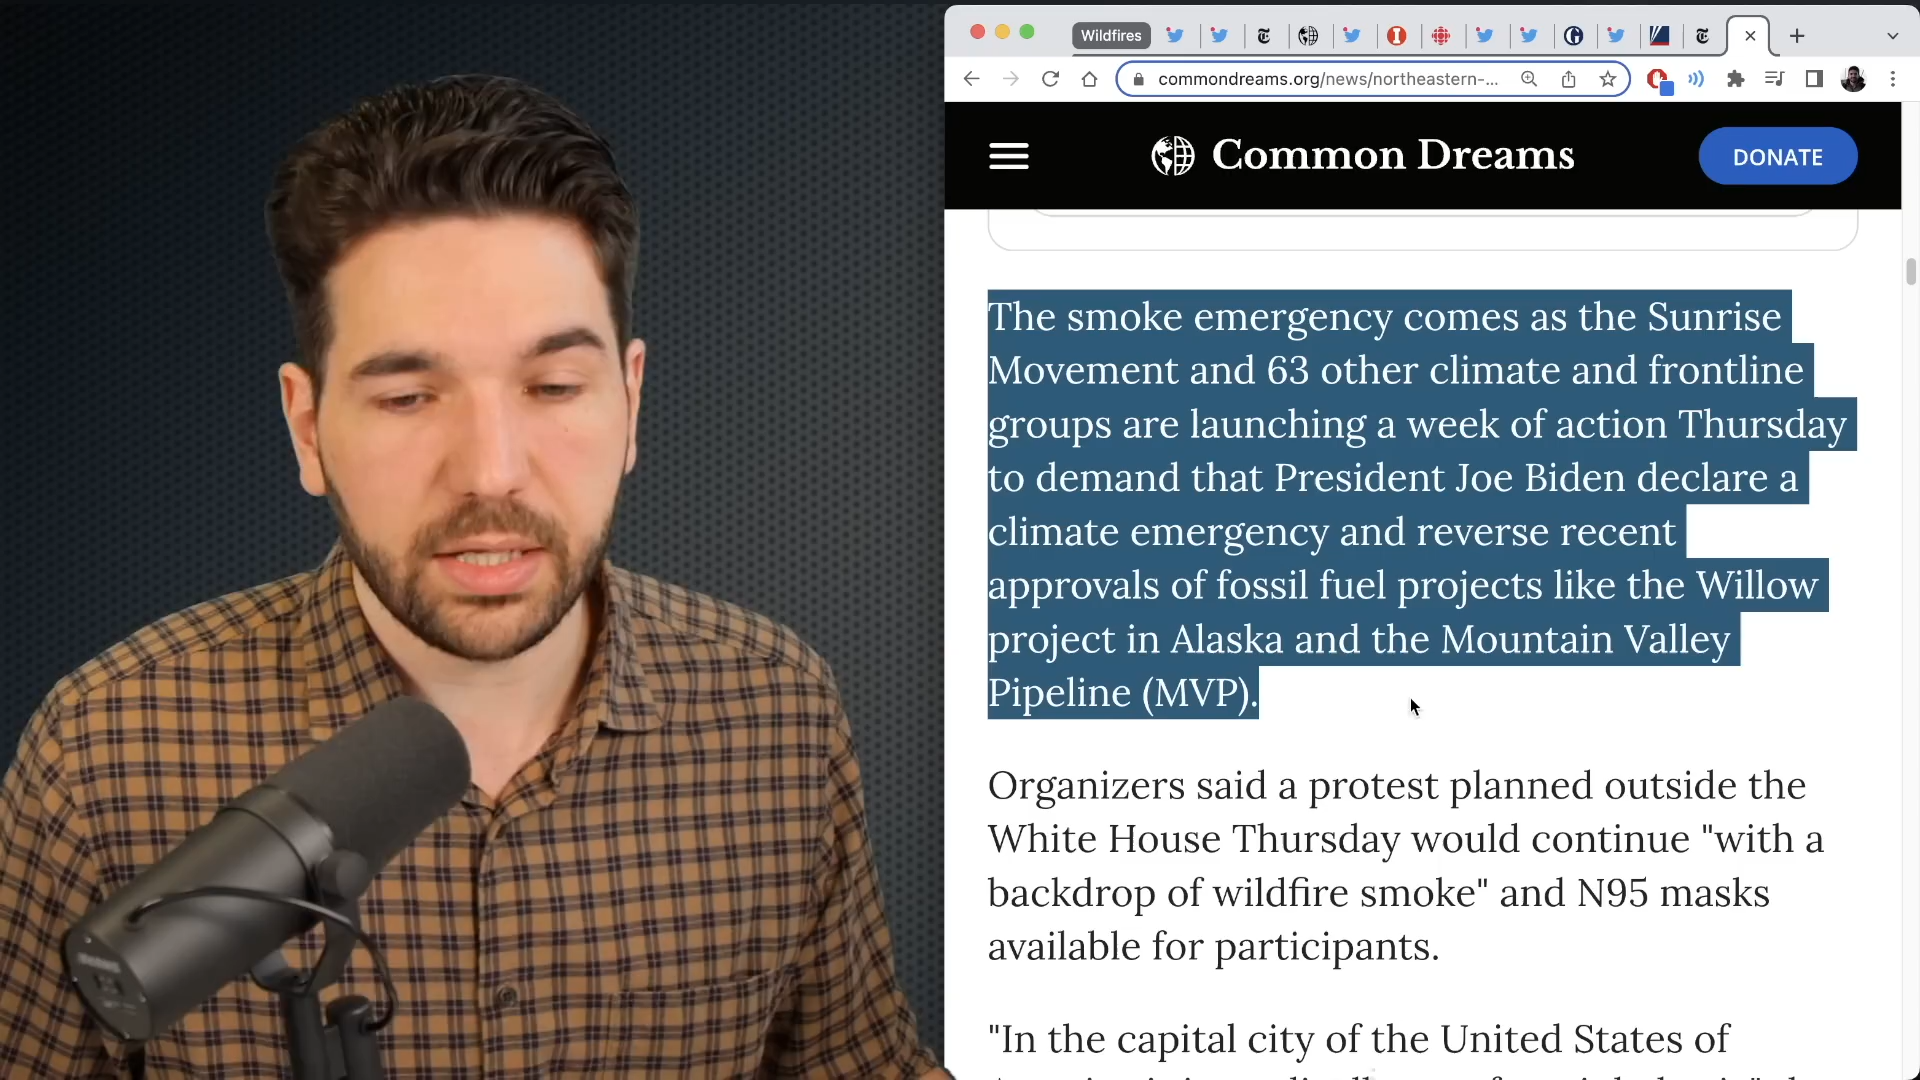 Wildfires
commondreams.org/news/northeastern-...
Common Dreams
DONATE
The smoke emergency comes as the Sunrise
Movement and 63 other climate and frontline
groups are launching a week of action Thursday
to demand that President Joe Biden declare a
climate emergency and reverse recent
approvals of fossil fuel projects like the Willow
project in Alaska and the Mountain Valley
Pipeline (MVP).
Organizers said a protest planned outside the
White House Thursday would continue "with a
backdrop of wildfire smoke" and N95 masks
available for participants.
"In the capital city of the United States of